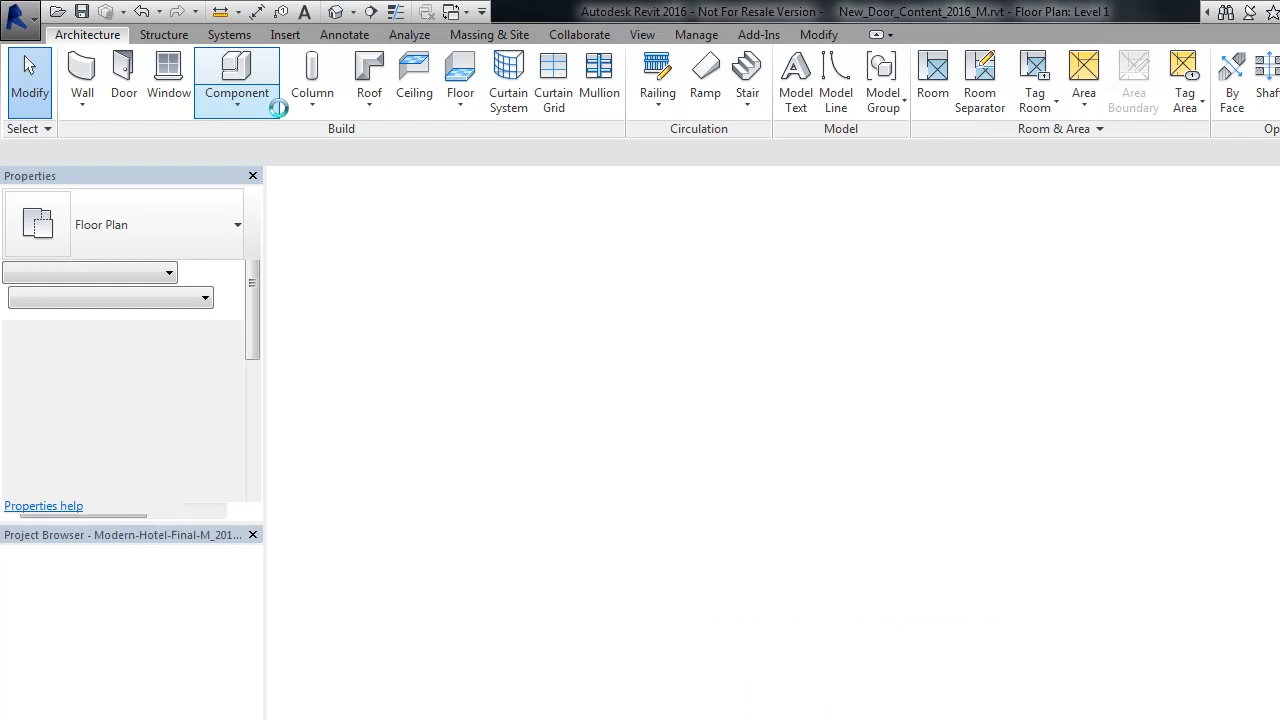 Autodesk Revit 2016 - Not For Resale Version - New_Door_Content_2016_M.rvt - Floor Plan: Level 1
Architecture Structure Systems Insert Annotate Analyze Massing & Site Collaborate View Manage Add-Ins Modify
Modify Wall Door Window Component Column Roof Ceiling Floor Curtain System Curtain Grid Mullion Railing Ramp Stair Model Text Model Line Model Group Room Room Separator Tag Room Area Area Boundary Tag Area By Face Shaf
Select Build Circulation Model Room & Area Op
Properties
Floor Plan
Properties help
Project Browser - Modern-Hotel-Final-M_201...